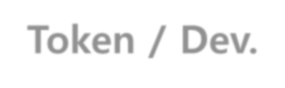 Token / Dev.